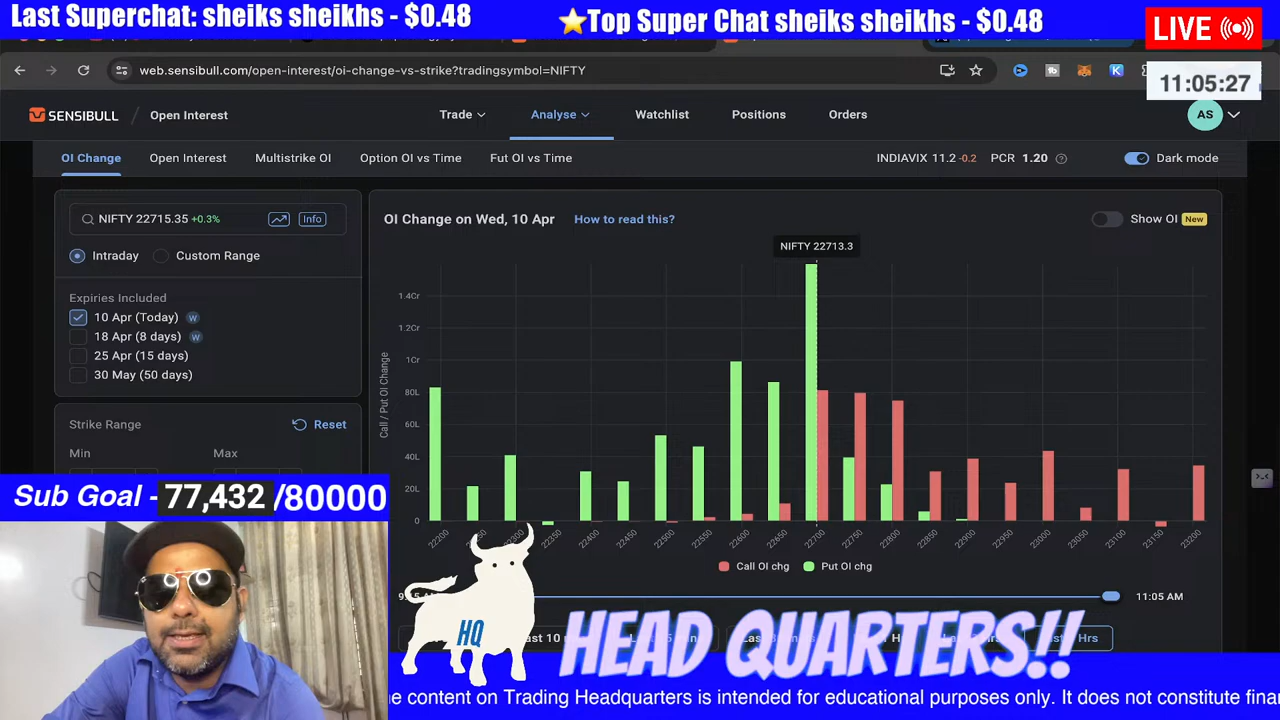 Last Superchat: sheiks sheikhs - $0.48
⭐Top Super Chat sheiks sheikhs - $0.48
LIVE
web.sensibull.com/open-interest/oi-change-vs-strike?tradingsymbol=NIFTY
11:05:27
SENSIBULL / Open Interest
Trade
Analyse
Watchlist
Positions
Orders
AS
OI Change
Open Interest
Multistrike OI
Option OI vs Time
Fut OI vs Time
INDIAVIX 11.2 -0.2
PCR 1.20
Dark mode
NIFTY 22715.35 +0.3%
Info
Intraday
Custom Range
Expiries Included
10 Apr (Today) W
18 Apr (8 days) W
25 Apr (15 days)
30 May (50 days)
Strike Range
Reset
Min
Max
OI Change on Wed, 10 Apr
How to read this?
Show OI New
NIFTY 22713.3
Call / Put OI Change
1.4Cr
1.2Cr
1Cr
80L
60L
40L
20L
0
22200 22300 22350 22400 22450 22500 22550 22600 22650 22700 22750 22800 22850 22900 22950 23000 23050 23100 23150 23200
Call OI chg
Put OI chg
11:05 AM
Sub Goal - 77,432 /80000
HQ
HEAD QUARTERS!!
content on Trading Headquarters is intended for educational purposes only. It does not constitute